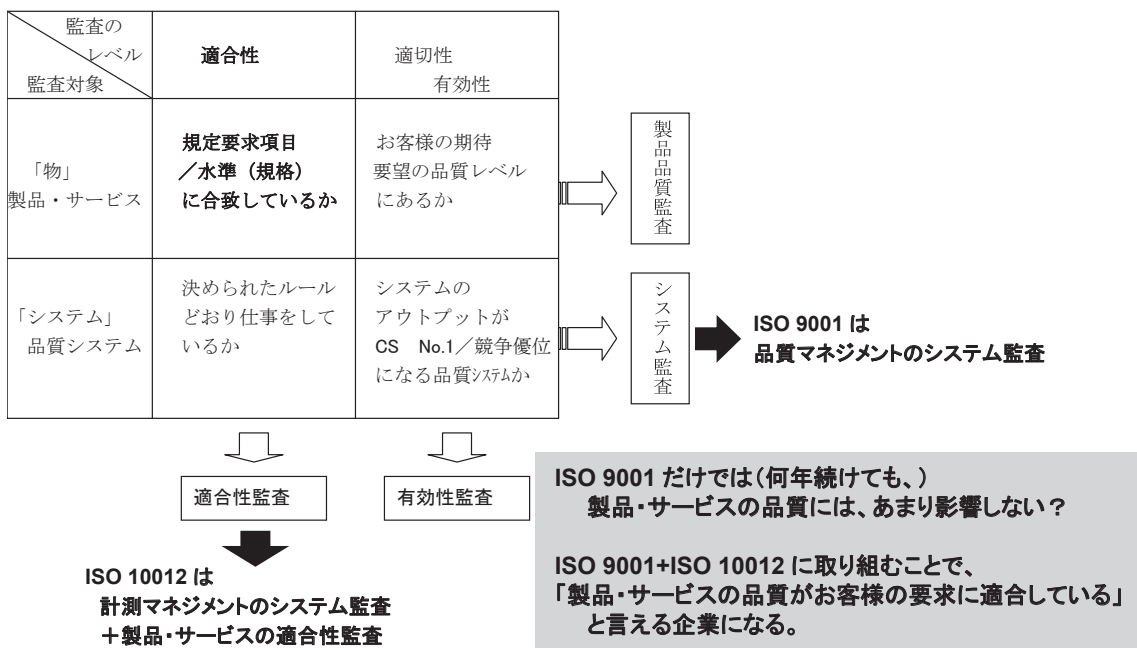 監査の
レベル
監査対象
適合性
適切性
有効性
「物」
製品・サービス
規定要求項目
／水準（規格）
に合致しているか
お客様の期待
要望の品質レベル
にあるか
製品品質監査
「システム」
品質システム
決められたルール
どおり仕事をして
いるか
システムの
アウトプットが
CS　No.1／競争優位
になる品質システムか
システム監査
ISO 9001 は
品質マネジメントのシステム監査
適合性監査
有効性監査
ISO 10012 は
計測マネジメントのシステム監査
＋製品・サービスの適合性監査
ISO 9001 だけでは（何年続けても、）
製品・サービスの品質には、あまり影響しない？
ISO 9001+ISO 10012 に取り組むことで、
「製品・サービスの品質がお客様の要求に適合している」
と言える企業になる。